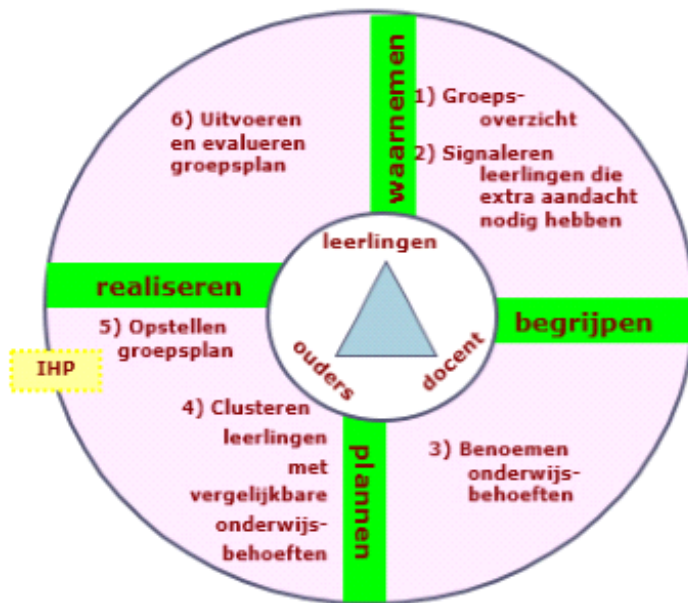 waarnemen
1) Groeps-
overzicht
2) Signaleren
leerlingen die
extra aandacht
nodig hebben
begrijpen
3) Benoemen
onderwijs-
behoeften
plannen
4) Clusteren
leerlingen
met
vergelijkbare
onderwijs-
behoeften
5) Opstellen
groepsplan
IHP
realiseren
6) Uitvoeren
en evalueren
groepsplan
leerlingen
ouders
docent